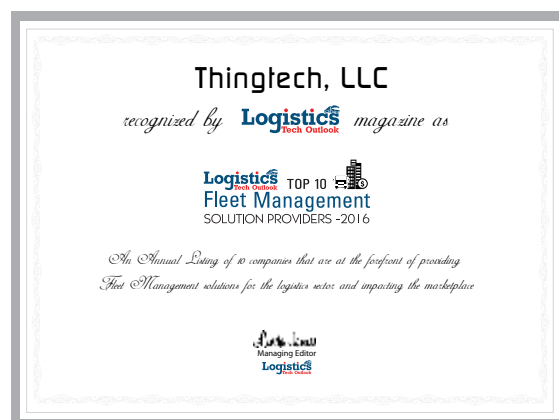 Thingtech, LLC
recognized by Logistics Tech Outlook magazine as
Logistics Tech Outlook TOP 10
Fleet Management
SOLUTION PROVIDERS -2016
An Annual Listing of 10 companies that are at the forefront of providing
Fleet Management solutions for the logistics sector and impacting the marketplace
Managing Editor
Logistics
Tech Outlook